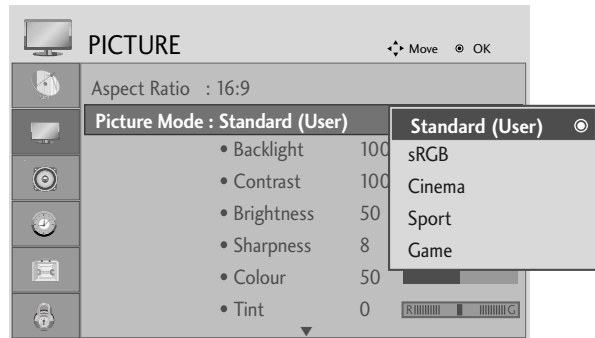 PICTURE
Move OK
Aspect Ratio : 16:9
Picture Mode : Standard (User)
• Backlight 100
• Contrast 100
• Brightness 50
• Sharpness 8
• Colour 50
• Tint 0 R G
Standard (User)
sRGB
Cinema
Sport
Game